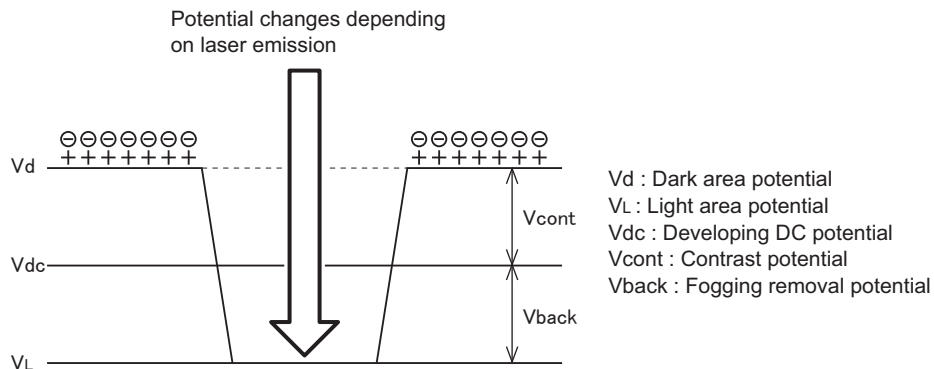 Potential changes depending
on laser emission
⊖⊖⊖⊖⊖⊖⊖ ⊖⊖⊖⊖⊖⊖⊖
+++++++ +++++++
Vd
Vcont
Vdc
Vback
VL
Vd : Dark area potential
VL : Light area potential
Vdc : Developing DC potential
Vcont : Contrast potential
Vback : Fogging removal potential